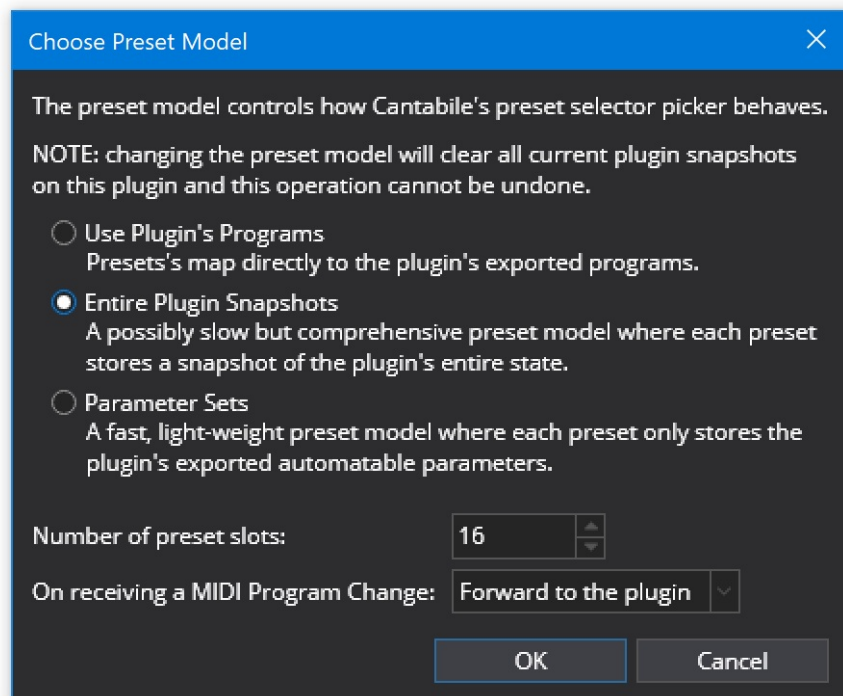 Choose Preset Model
The preset model controls how Cantabile's preset selector picker behaves.
NOTE: changing the preset model will clear all current plugin snapshots
on this plugin and this operation cannot be undone.
Use Plugin's Programs
Presets's map directly to the plugin's exported programs.
Entire Plugin Snapshots
A possibly slow but comprehensive preset model where each preset
stores a snapshot of the plugin's entire state.
Parameter Sets
A fast, light-weight preset model where each preset only stores the
plugin's exported automatable parameters.
Number of preset slots: 16
On receiving a MIDI Program Change: Forward to the plugin
OK Cancel